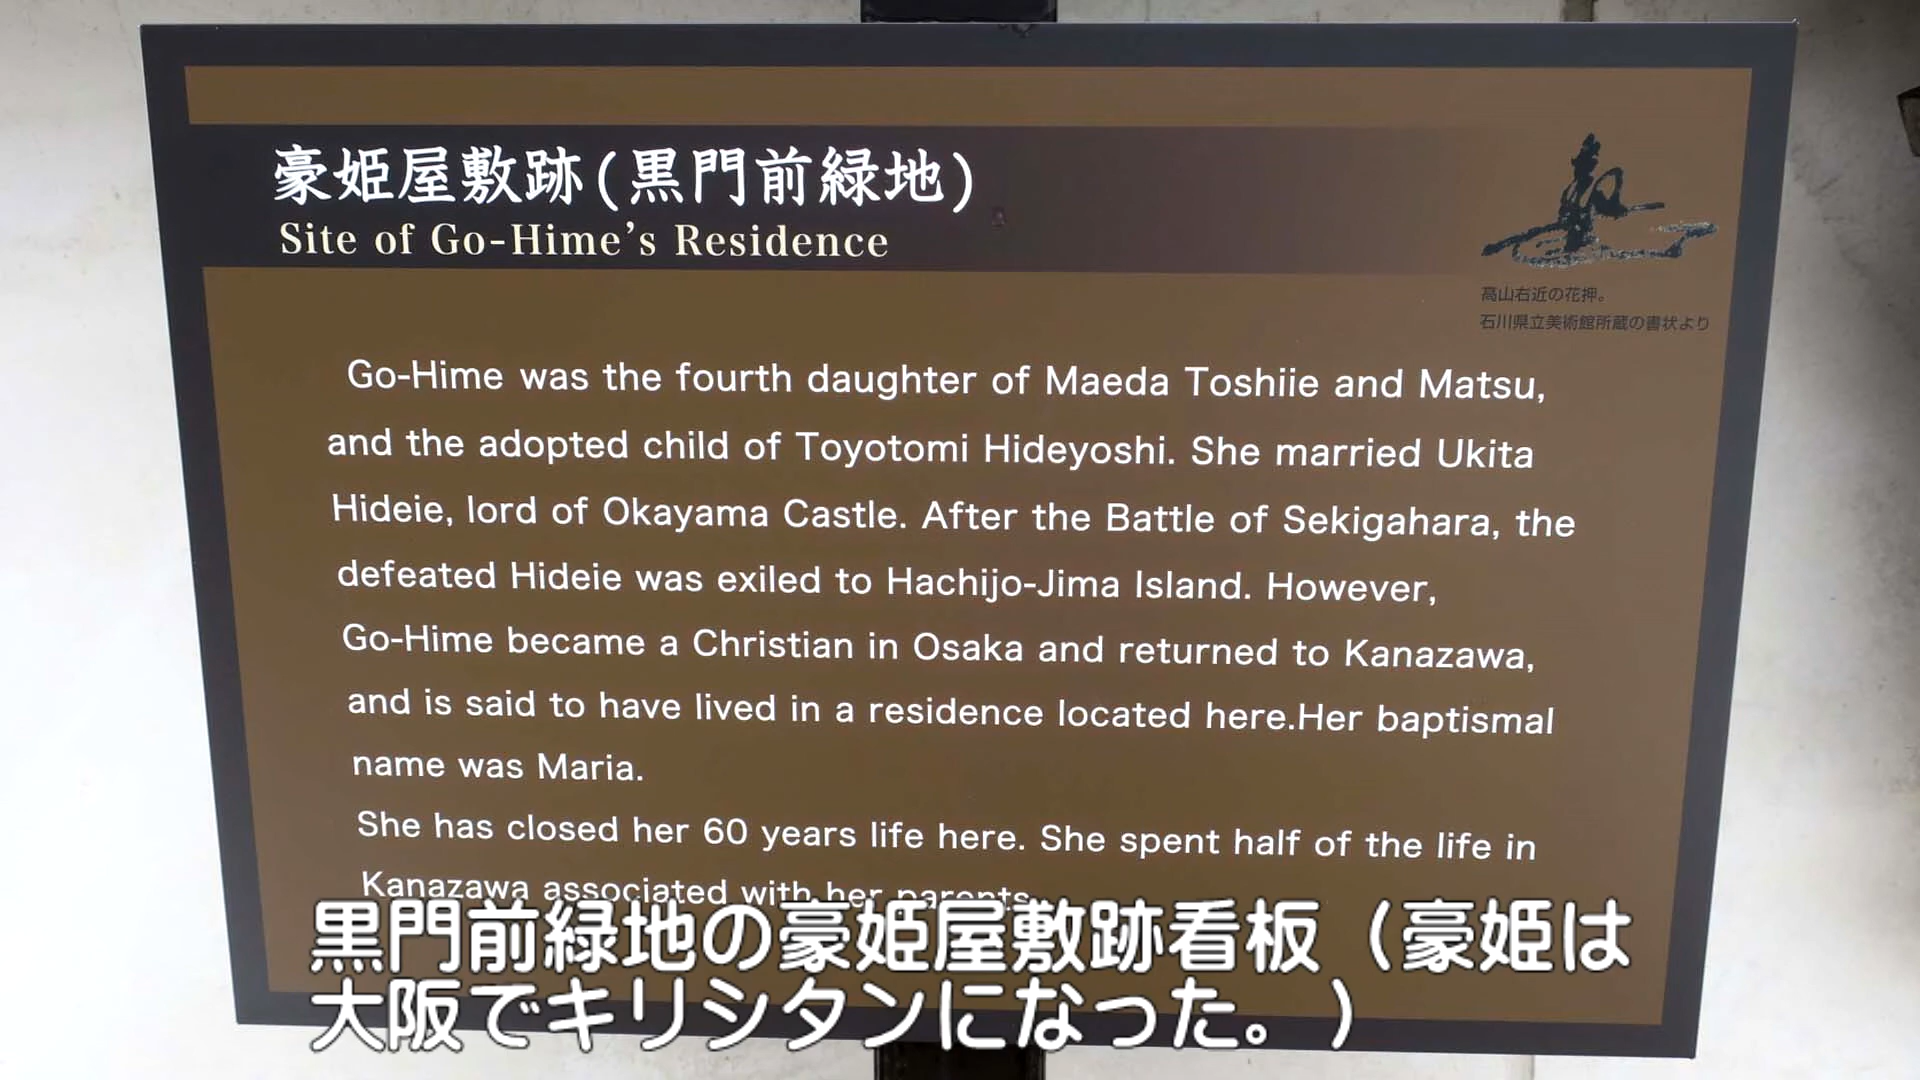 豪姫屋敷跡(黒門前緑地)
Site of Go-Hime's Residence
高山右近の花押。
石川県立美術館所蔵の書状より
Go-Hime was the fourth daughter of Maeda Toshiie and Matsu,
and the adopted child of Toyotomi Hideyoshi. She married Ukita
Hideie, lord of Okayama Castle. After the Battle of Sekigahara, the
defeated Hideie was exiled to Hachijo-Jima Island. However,
Go-Hime became a Christian in Osaka and returned to Kanazawa,
and is said to have lived in a residence located here.Her baptismal
name was Maria.
She has closed her 60 years life here. She spent half of the life in
Kanazawa associated with her parents.
黒門前緑地の豪姫屋敷跡看板（豪姫は
大阪でキリシタンになった。）